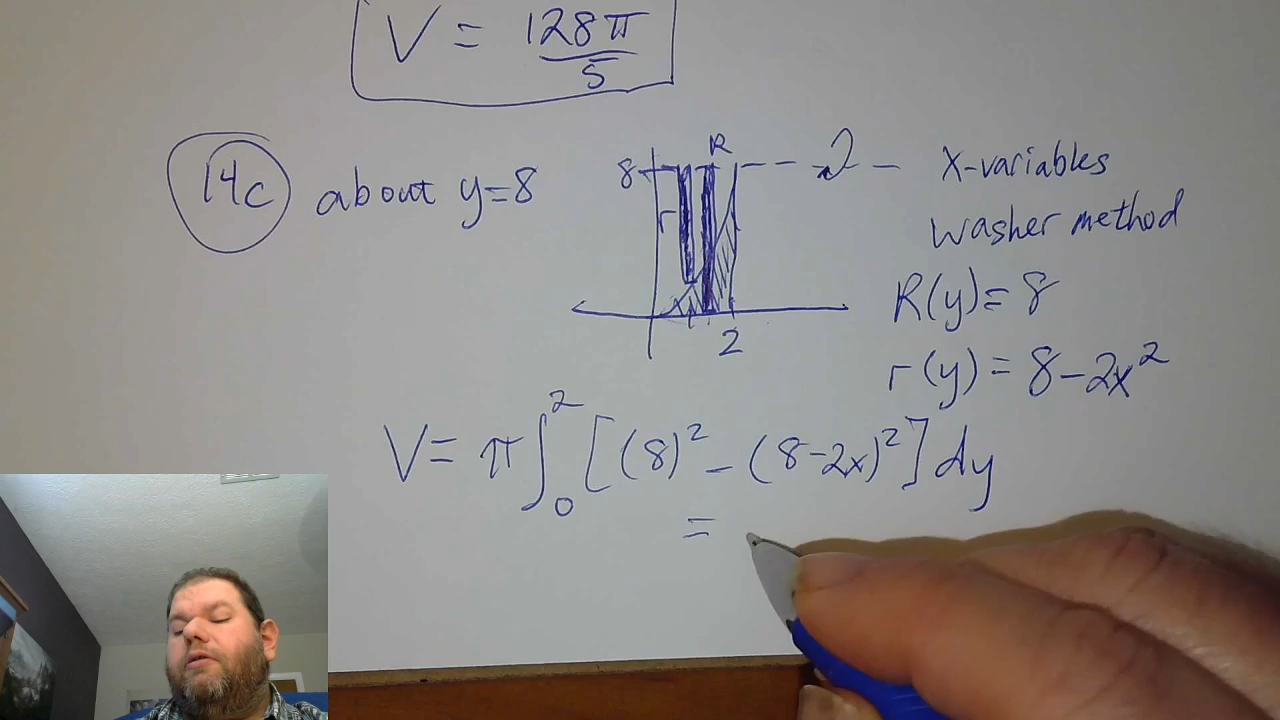 V = 128π/5
14c about y=8
8 R X-variables
r washer method
R(y) = 8
2
r(y) = 8-2x²
V = π∫₀² [(8)² - (8-2x)²] dy
=